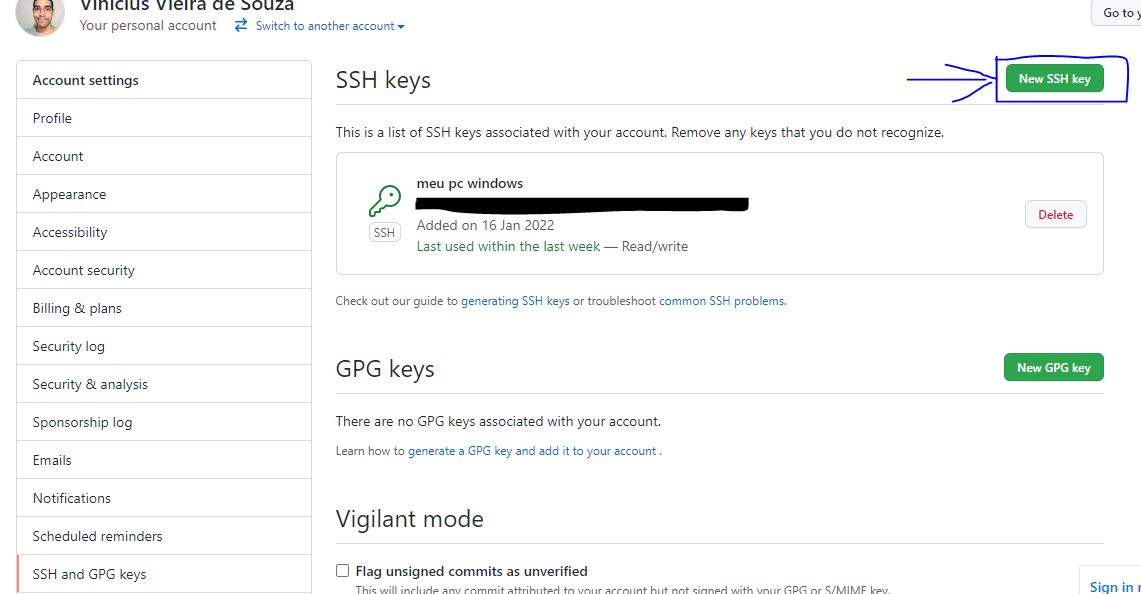 Vinicius Vieira de Souza
Your personal account
Switch to another account
Go to y
Account settings
Profile
Account
Appearance
Accessibility
Account security
Billing & plans
Security log
Security & analysis
Sponsorship log
Emails
Notifications
Scheduled reminders
SSH and GPG keys
SSH keys
New SSH key
This is a list of SSH keys associated with your account. Remove any keys that you do not recognize.
meu pc windows
SSH
Added on 16 Jan 2022
Last used within the last week — Read/write
Delete
Check out our guide to generating SSH keys or troubleshoot common SSH problems.
GPG keys
New GPG key
There are no GPG keys associated with your account.
Learn how to generate a GPG key and add it to your account .
Vigilant mode
Flag unsigned commits as unverified
This will include any commit attributed to your account but not signed with your GPG or S/MIME key.
Sign in